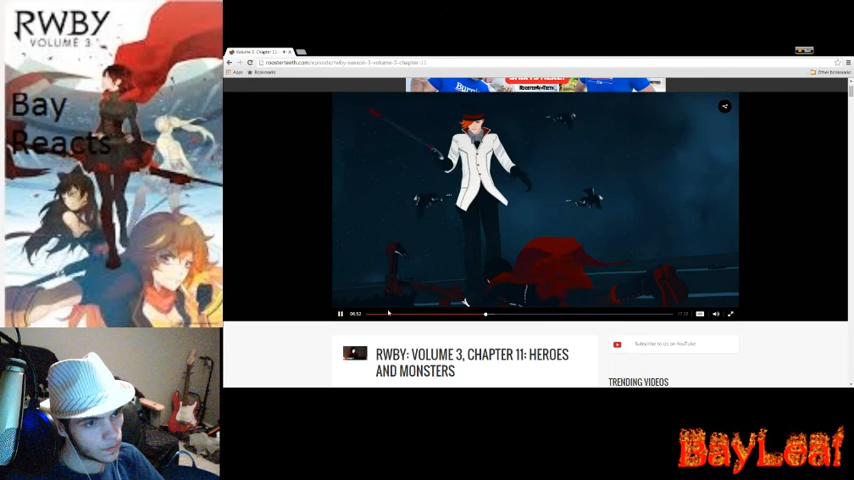 RWBY
VOLUME 3
Bay
Reacts
Volume 3, Chapter 11:
roosterteeth.com/episode/rwby-season-3-volume-3-chapter-11
Apps
Bookmarks
Other bookmarks
06:52
RWBY: VOLUME 3, CHAPTER 11: HEROES
AND MONSTERS
Subscribe to us on YouTube
TRENDING VIDEOS
BayLeaf